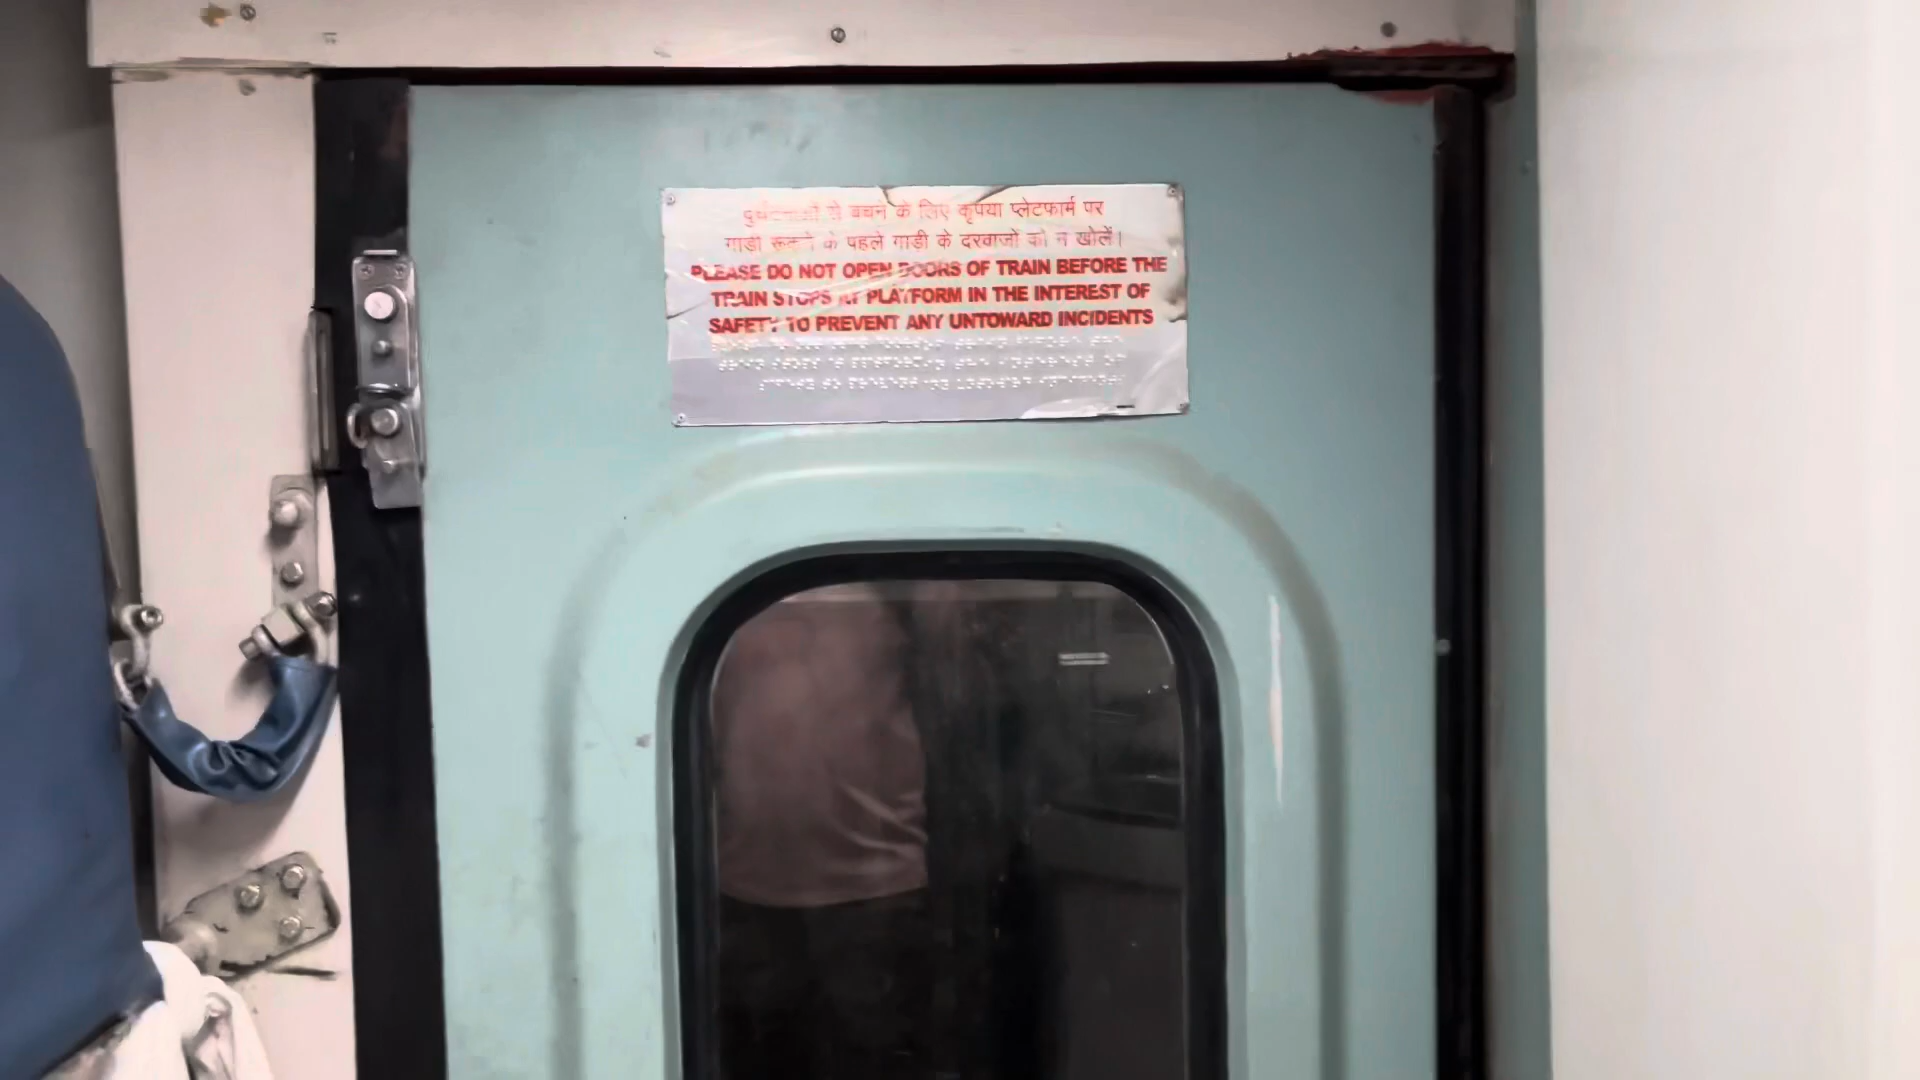 से बचने के लिए कृपया प्लेटफार्म पर
गाडी रूकने के पहले गाडी के दरवाजों को न खोलें।
PLEASE DO NOT OPEN DOORS OF TRAIN BEFORE THE
TRAIN STOPS AT PLATFORM IN THE INTEREST OF
SAFETY TO PREVENT ANY UNTOWARD INCIDENTS